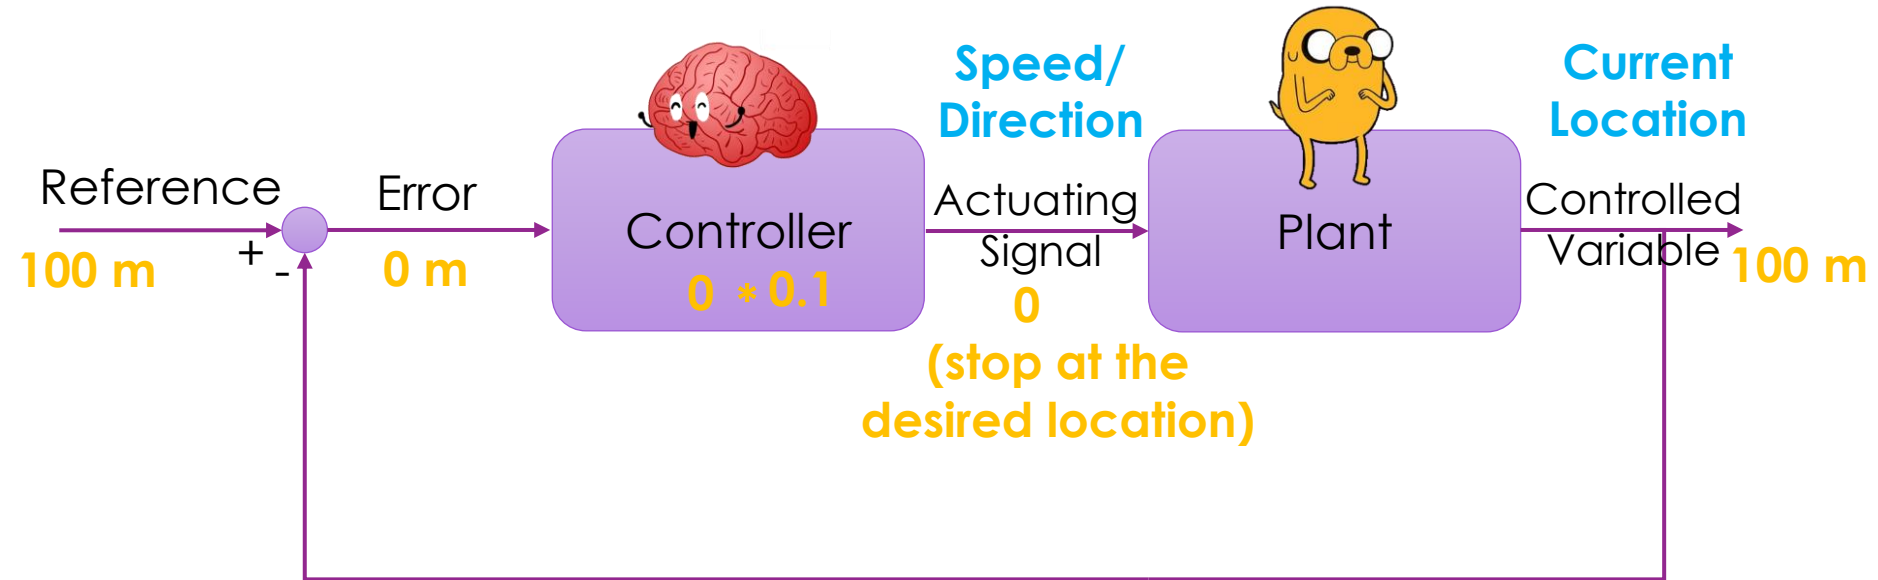 Speed/
Direction
Current
Location
Reference
Error
Controller
Actuating
Signal
Plant
Controlled
Variable
+
-
100 m
0 m
0 * 0.1
0
(stop at the
desired location)
100 m